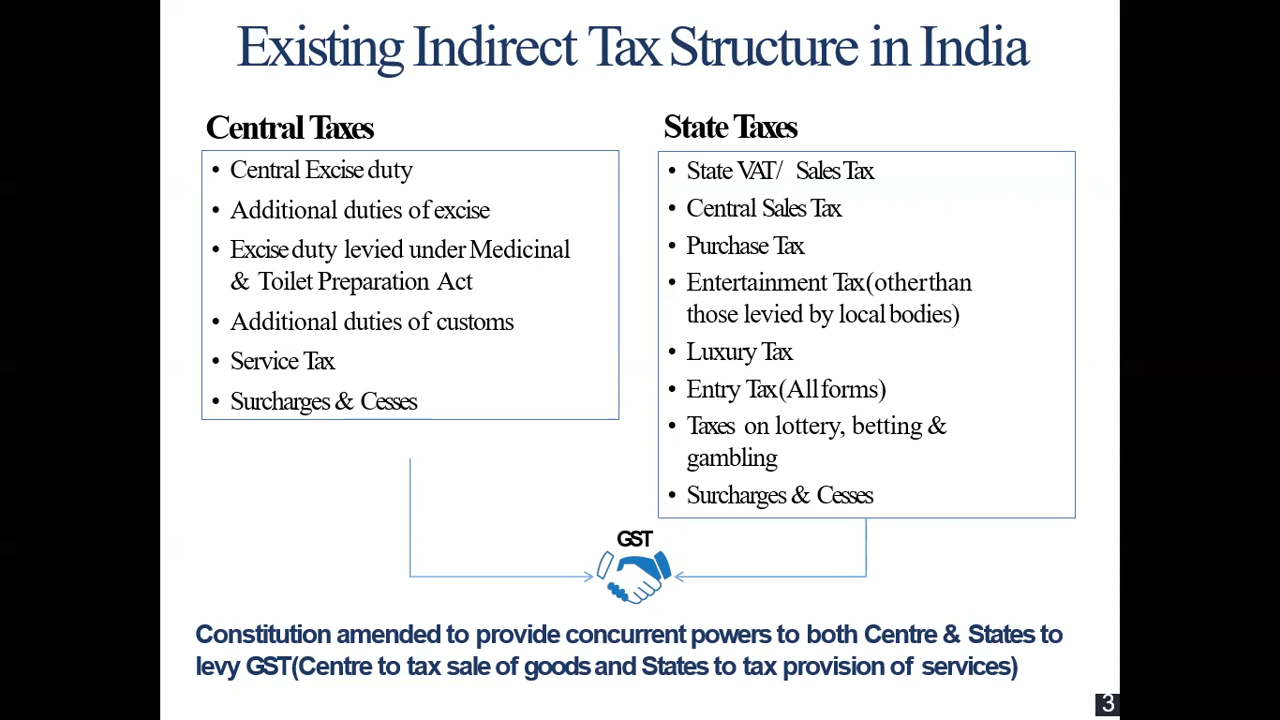 Existing Indirect Tax Structure in India
Central Taxes
• Central Excise duty
• Additional duties of excise
• Excise duty levied under Medicinal
& Toilet Preparation Act
• Additional duties of customs
• Service Tax
• Surcharges & Cesses
State Taxes
• State VAT/ Sales Tax
• Central Sales Tax
• Purchase Tax
• Entertainment Tax(other than
those levied by local bodies)
• Luxury Tax
• Entry Tax(All forms)
• Taxes on lottery, betting &
gambling
• Surcharges & Cesses
GST
Constitution amended to provide concurrent powers to both Centre & States to
levy GST(Centre to tax sale of goods and States to tax provision of services)
3